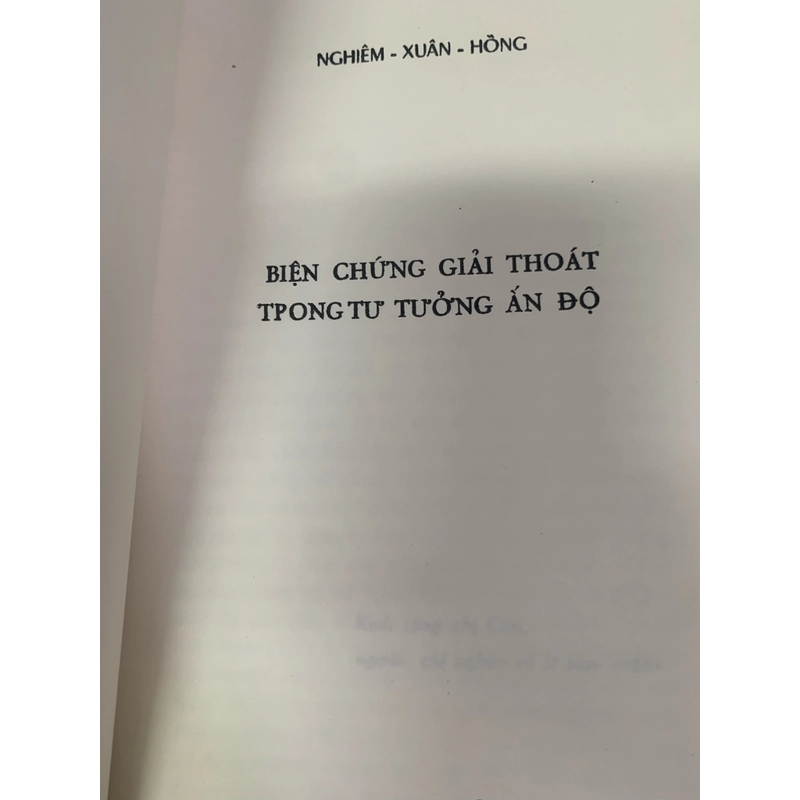 NGHIÊM - XUÂN - HỒNG
BIỆN CHỨNG GIẢI THOÁT
TPONG TƯ TƯỞNG ẤN ĐỘ